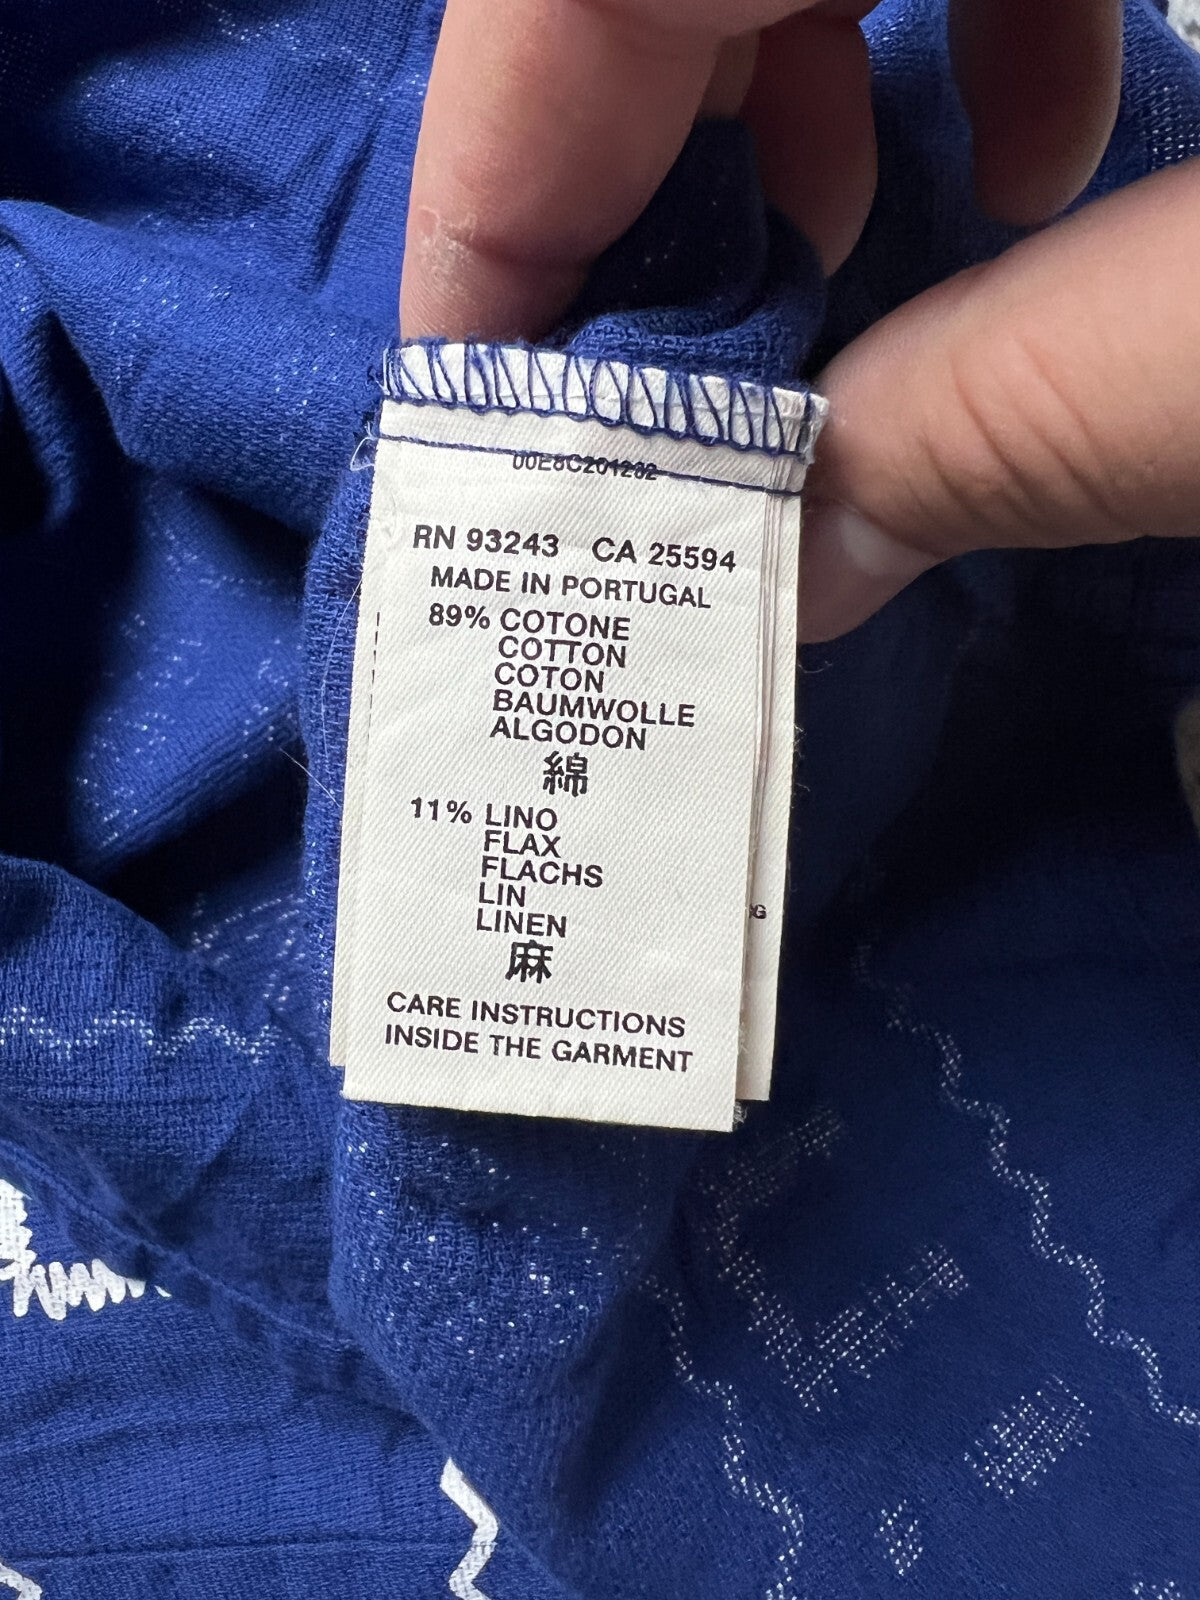 00E8C201282
RN 93243 CA 25594
MADE IN PORTUGAL
89% COTONE
COTTON
COTON
BAUMWOLLE
ALGODON
綿
11% LINO
FLAX
FLACHS
LIN
LINEN
麻
CARE INSTRUCTIONS
INSIDE THE GARMENT